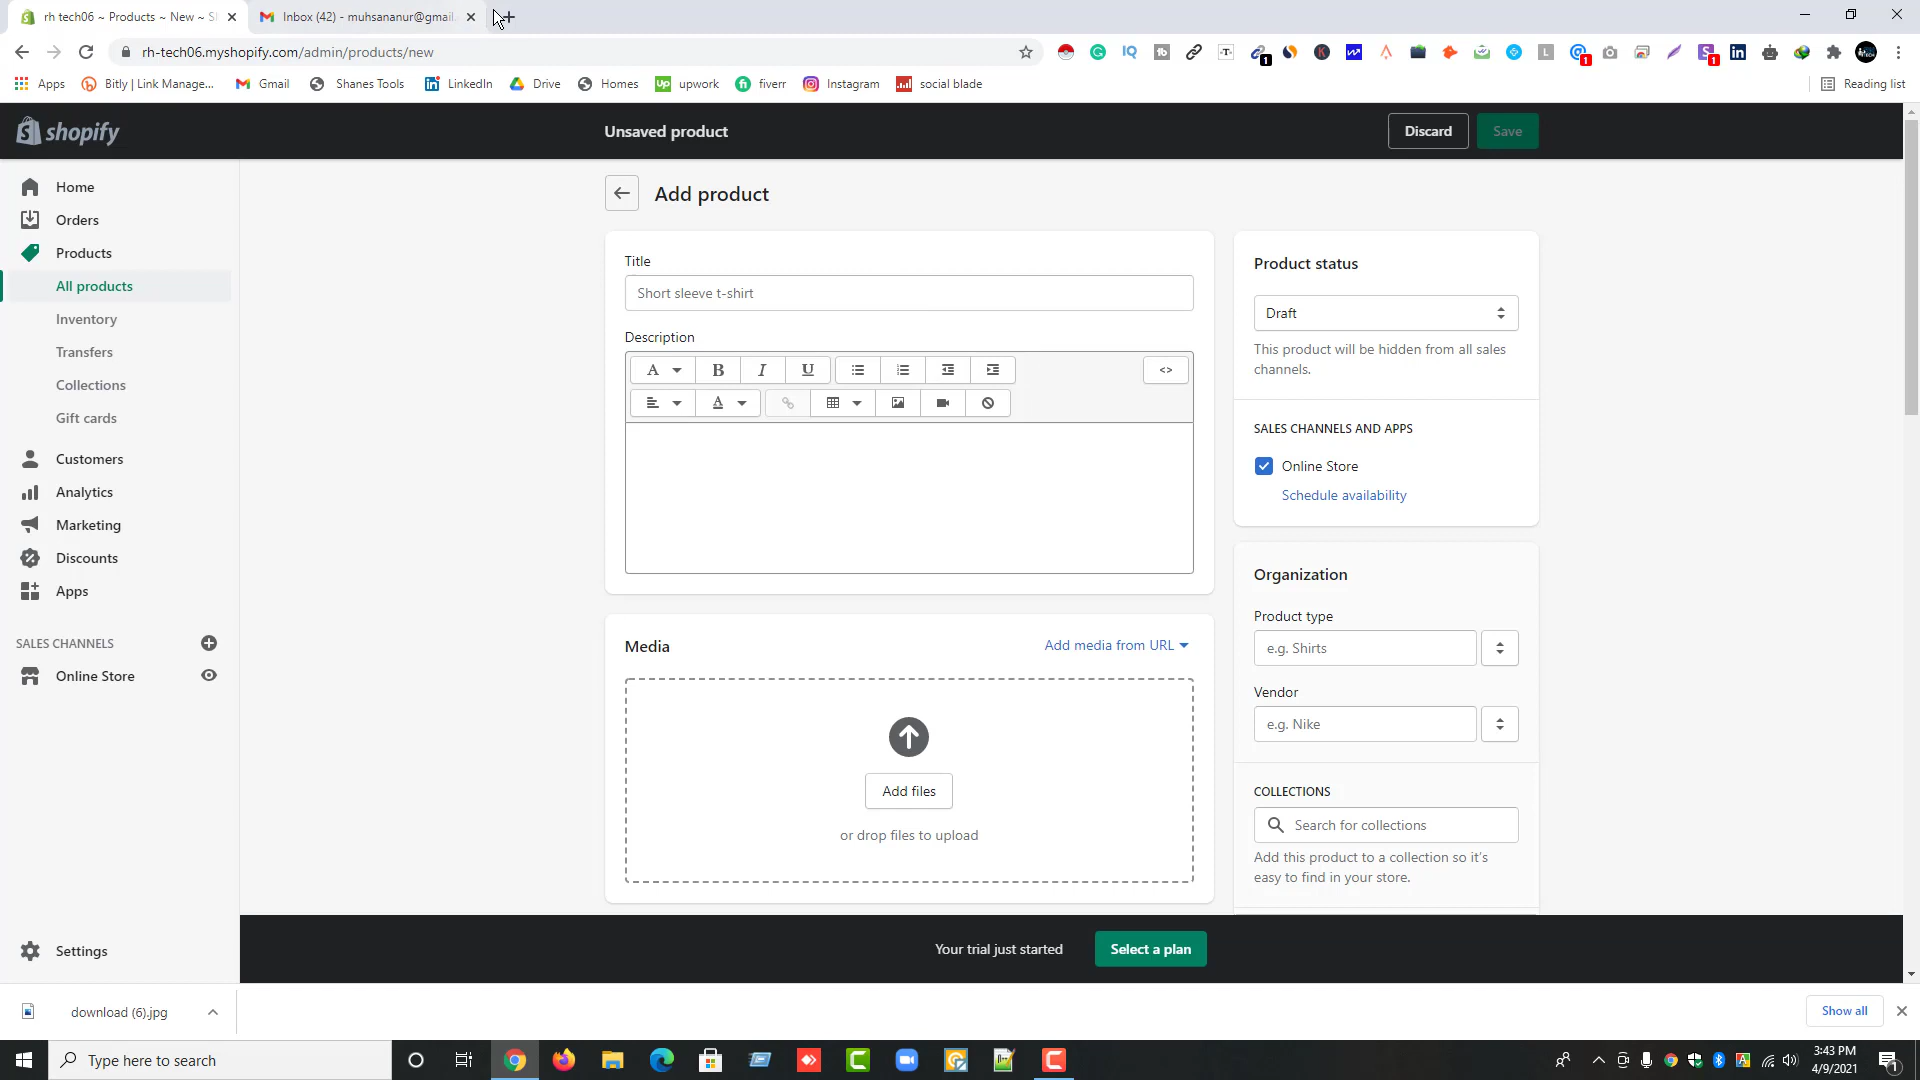 rh tech06 ~ Products ~ New ~ S
Inbox (42) - muhsananur@gmail.
rh-tech06.myshopify.com/admin/products/new
Apps
Bitly | Link Manage...
Gmail
Shanes Tools
LinkedIn
Drive
Homes
upwork
fiverr
Instagram
social blade
Reading list
shopify
Unsaved product
Discard
Save
Home
Orders
Products
All products
Inventory
Transfers
Collections
Gift cards
Customers
Analytics
Marketing
Discounts
Apps
SALES CHANNELS
Online Store
Settings
Add product
Title
Short sleeve t-shirt
Description
A
B
I
U
<>
A
Media
Add media from URL
Add files
or drop files to upload
Product status
Draft
This product will be hidden from all sales
channels.
SALES CHANNELS AND APPS
Online Store
Schedule availability
Organization
Product type
e.g. Shirts
Vendor
e.g. Nike
COLLECTIONS
Search for collections
Add this product to a collection so it's
easy to find in your store.
Your trial just started
Select a plan
download (6).jpg
Show all
Type here to search
3:43 PM
4/9/2021